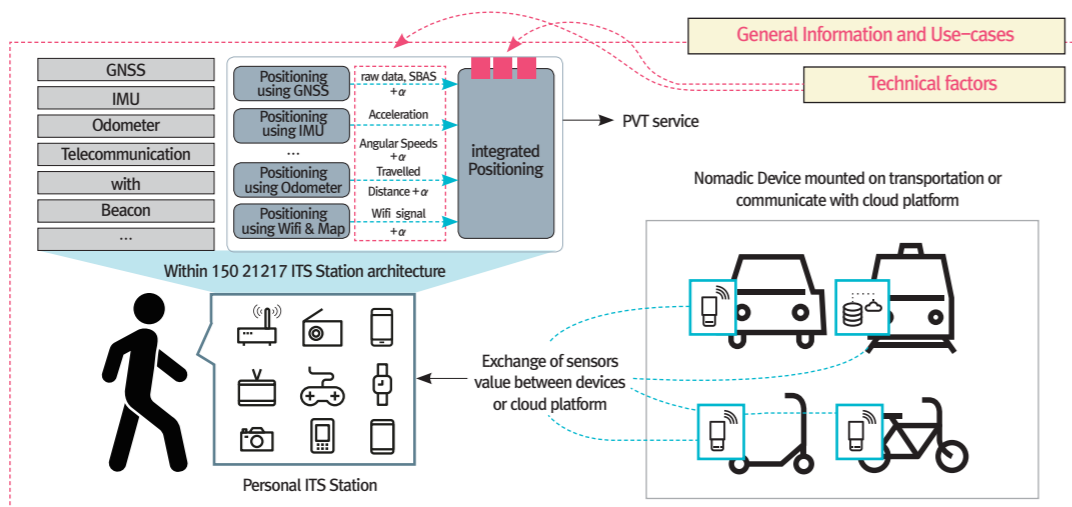 General Information and Use-cases
Technical factors
GNSS
IMU
Odometer
Telecommunication
with
Beacon
...
Positioning
using GNSS
Positioning
using IMU
...
Positioning
using Odometer
Positioning
using Wifi & Map
raw data, SBAS
+α
Acceleration
Angular Speeds
+α
Travelled
Distance +α
Wifi signal
+α
integrated
Positioning
PVT service
Within 150 21217 ITS Station architecture
Personal ITS Station
Exchange of sensors
value between devices
or cloud platform
Nomadic Device mounted on transportation or
communicate with cloud platform